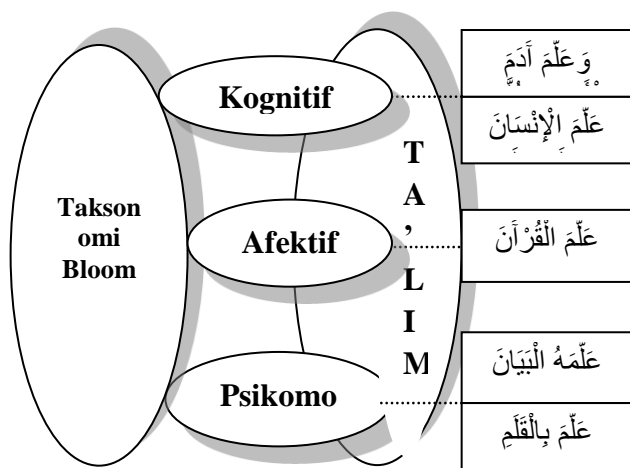 وَعَلَّمَ آَدَمَ
Kognitif
عَلَّمَ الْإِنْسَانَ
T
A
’
L
I
M
Takson
omi
Bloom
Afektif
عَلَّمَ الْقُرْآَنَ
عَلَّمَهُ الْبَيَانَ
Psikomo
عَلَّمَ بِالْقَلَمِ